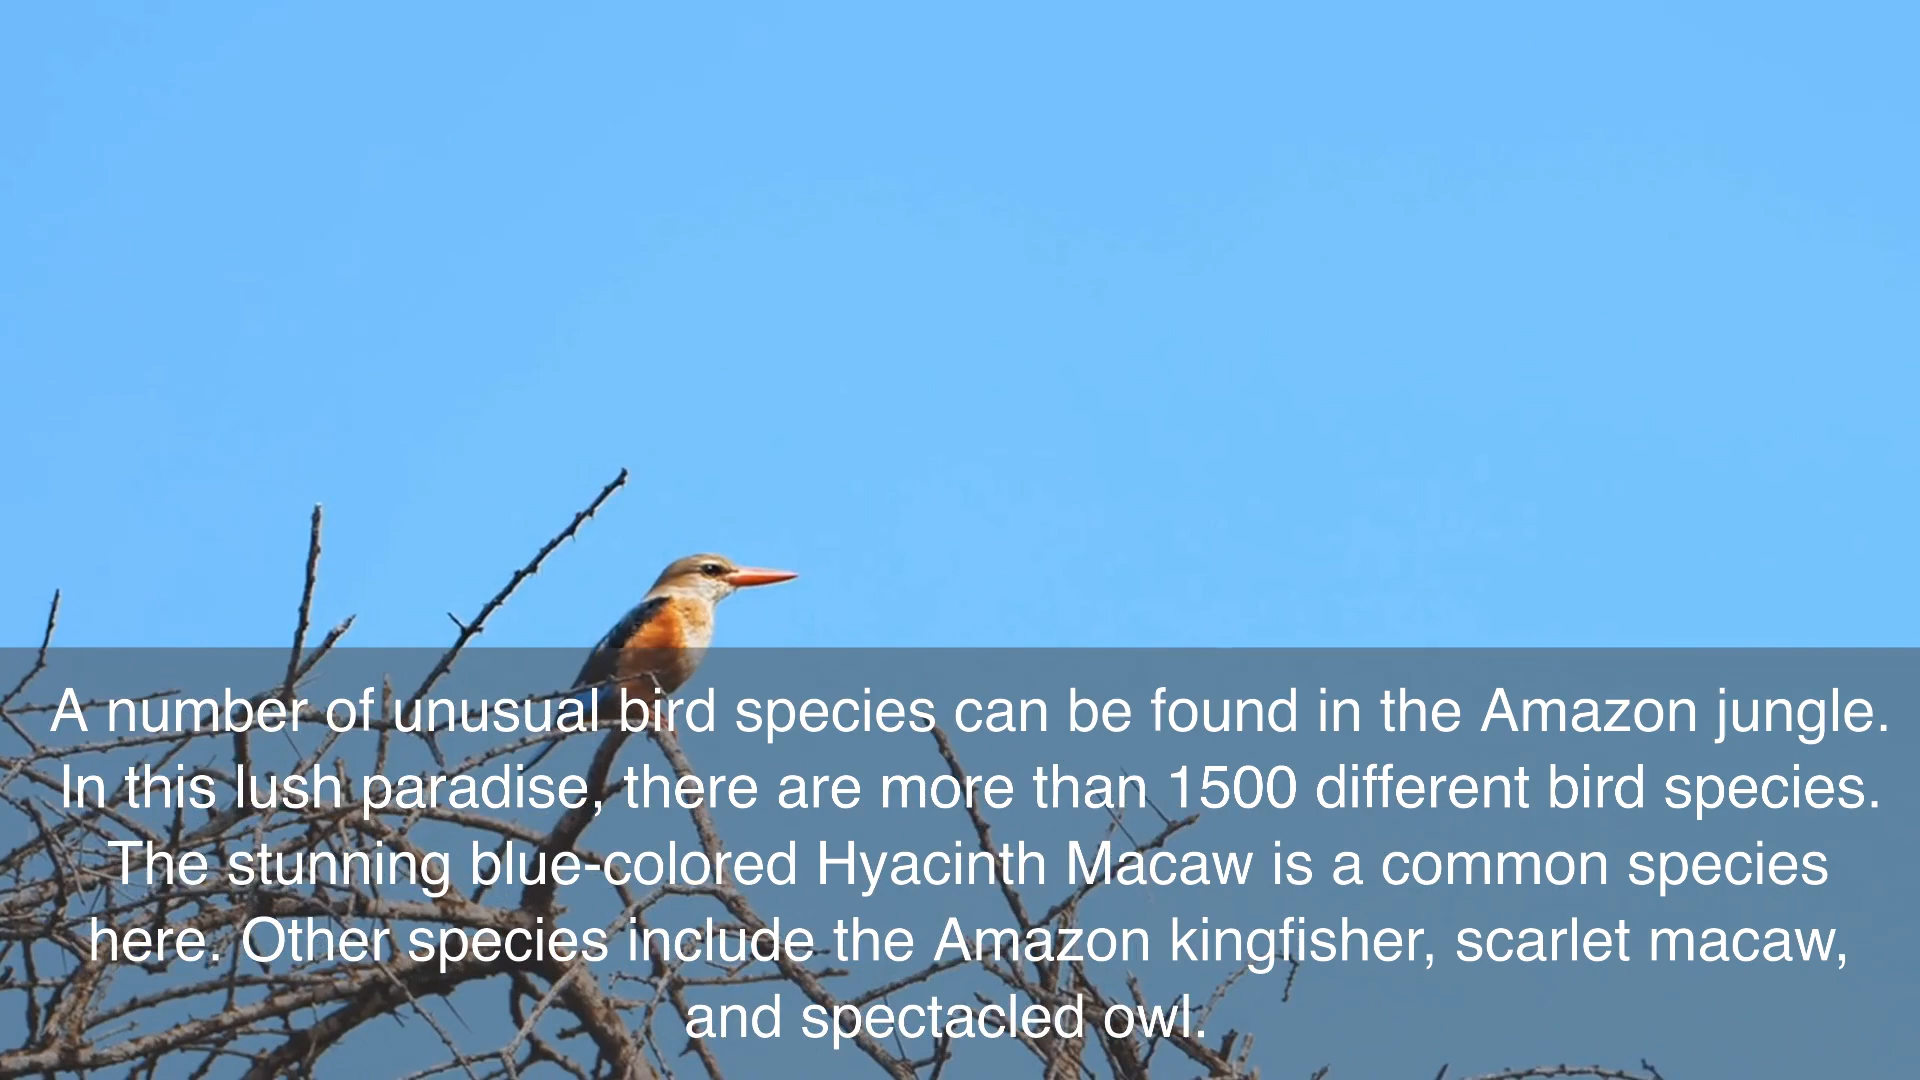 A number of unusual bird species can be found in the Amazon jungle.
In this lush paradise, there are more than 1500 different bird species.
The stunning blue-colored Hyacinth Macaw is a common species
here. Other species include the Amazon kingfisher, scarlet macaw,
and spectacled owl.